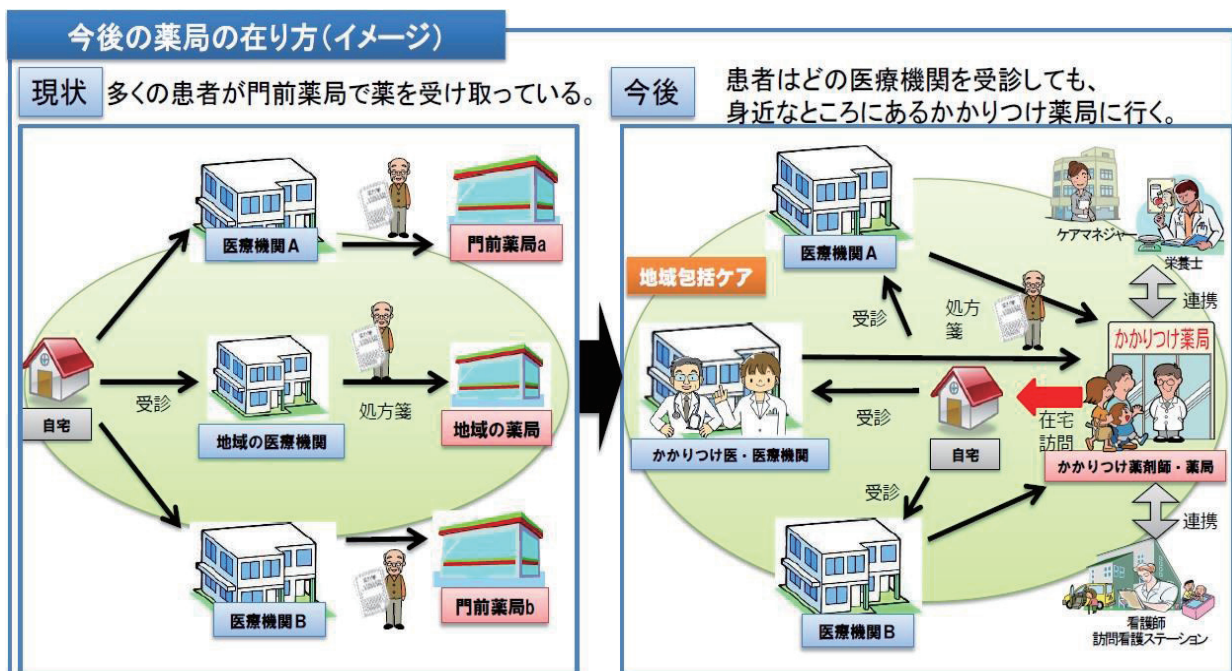 今後の薬局の在り方(イメージ)
現状
多くの患者が門前薬局で薬を受け取っている。
医療機関A
門前薬局a
自宅
受診
地域の医療機関
処方箋
地域の薬局
医療機関B
門前薬局b
今後
患者はどの医療機関を受診しても、
身近なところにあるかかりつけ薬局に行く。
医療機関A
ケアマネジャー
栄養士
地域包括ケア
受診
処方
箋
連携
かかりつけ薬局
かかりつけ医・医療機関
受診
自宅
在宅
訪問
かかりつけ薬剤師・薬局
受診
連携
医療機関B
看護師
訪問看護ステーション